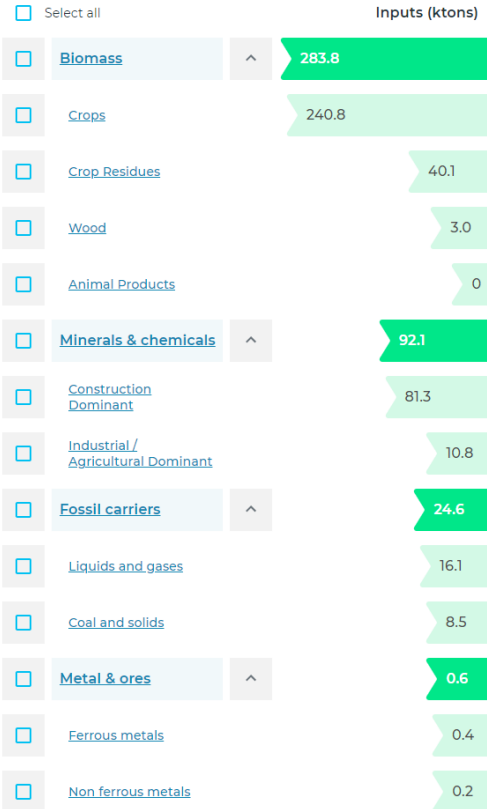 Select all
Inputs (ktons)
Biomass
283.8
Crops
240.8
Crop Residues
40.1
Wood
3.0
Animal Products
0
Minerals & chemicals
92.1
Construction
Dominant
81.3
Industrial /
Agricultural Dominant
10.8
Fossil carriers
24.6
Liquids and gases
16.1
Coal and solids
8.5
Metal & ores
0.6
Ferrous metals
0.4
Non ferrous metals
0.2